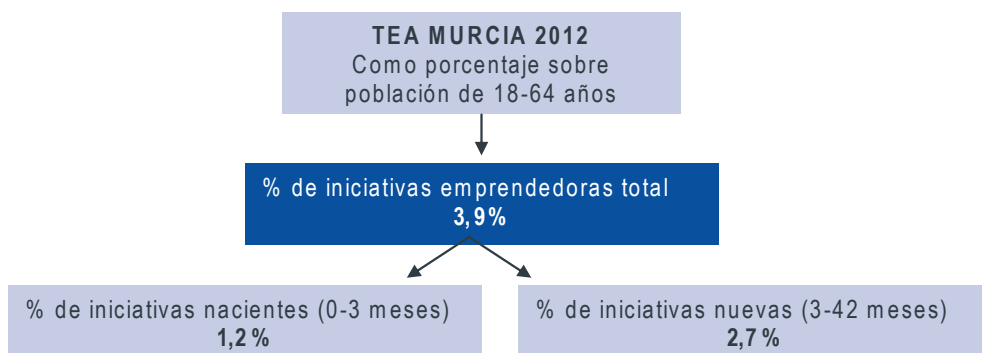 TEA MURCIA 2012
Como porcentaje sobre
población de 18-64 años
% de iniciativas emprendedoras total
3,9%
% de iniciativas nacientes (0-3 meses)
1,2%
% de iniciativas nuevas (3-42 meses)
2,7%